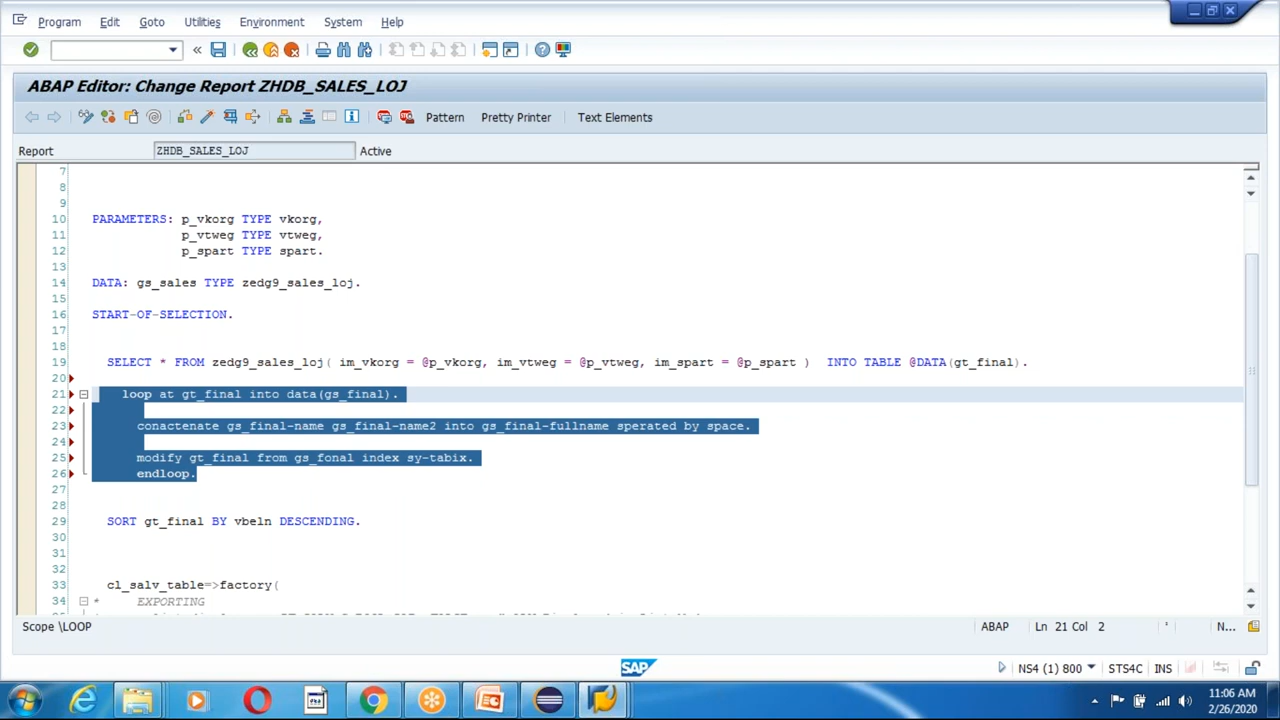 Program Edit Goto Utilities Environment System Help
ABAP Editor: Change Report ZHDB_SALES_LOJ
Pattern Pretty Printer Text Elements
Report ZHDB_SALES_LOJ Active
7
8
9
10 PARAMETERS: p_vkorg TYPE vkorg,
11 p_vtweg TYPE vtweg,
12 p_spart TYPE spart.
13
14 DATA: gs_sales TYPE zedg9_sales_loj.
15
16 START-OF-SELECTION.
17
18
19 SELECT * FROM zedg9_sales_loj( im_vkorg = @p_vkorg, im_vtweg = @p_vtweg, im_spart = @p_spart ) INTO TABLE @DATA(gt_final).
20
21 loop at gt_final into data(gs_final).
22
23 conactenate gs_final-name gs_final-name2 into gs_final-fullname sperated by space.
24
25 modify gt_final from gs_fonal index sy-tabix.
26 endloop.
27
28
29 SORT gt_final BY vbeln DESCENDING.
30
31
32
33 cl_salv_table=>factory(
34 * EXPORTING
Scope \LOOP ABAP Ln 21 Col 2 N...
SAP NS4 (1) 800 STS4C INS
11:06 AM
2/26/2020